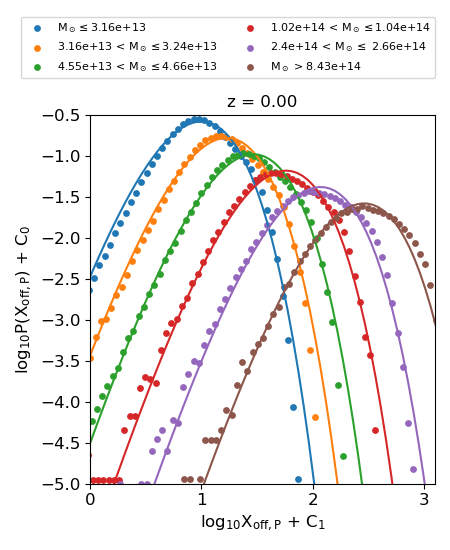 M⊙ ≤ 3.16e+13
3.16e+13 < M⊙ ≤3.24e+13
4.55e+13 < M⊙ ≤4.66e+13
1.02e+14 < M⊙ ≤1.04e+14
2.4e+14 < M⊙ ≤ 2.66e+14
M⊙ > 8.43e+14
z = 0.00
−0.5
−1.0
−1.5
−2.0
−2.5
−3.0
−3.5
−4.0
−4.5
−5.0
log₁₀P(X_off,P) + C₀
0 1 2 3
log₁₀X_off,P + C₁